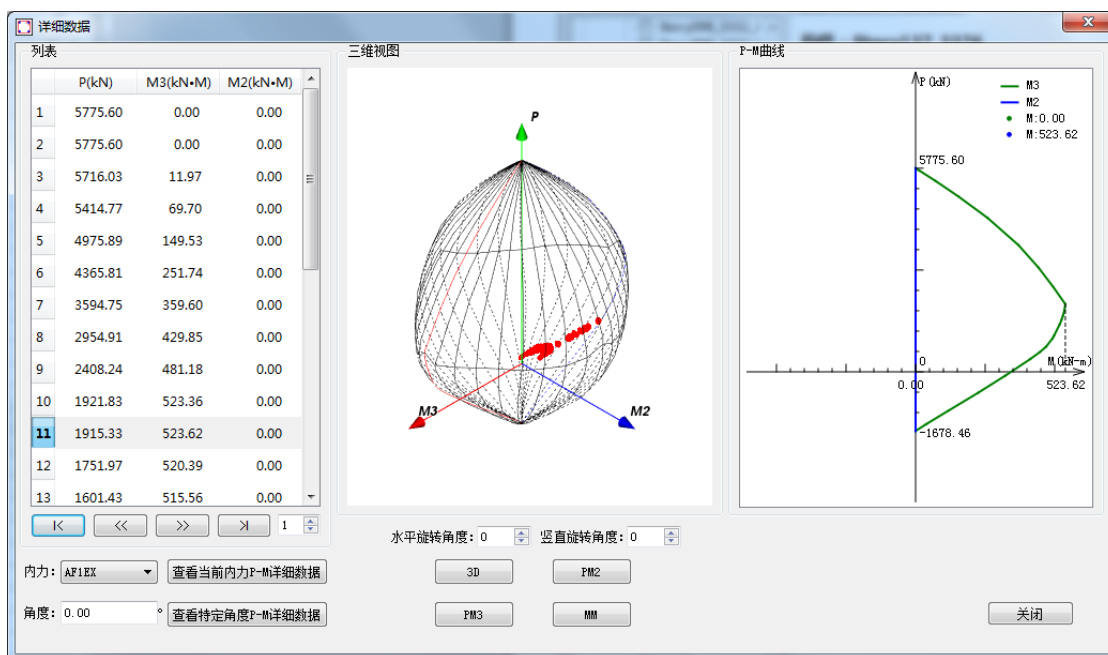 详细数据
列表
P(kN) M3(kN•M) M2(kN•M)
1 5775.60 0.00 0.00
2 5775.60 0.00 0.00
3 5716.03 11.97 0.00
4 5414.77 69.70 0.00
5 4975.89 149.53 0.00
6 4365.81 251.74 0.00
7 3594.75 359.60 0.00
8 2954.91 429.85 0.00
9 2408.24 481.18 0.00
10 1921.83 523.36 0.00
11 1915.33 523.62 0.00
12 1751.97 520.39 0.00
13 1601.43 515.56 0.00
|< << >> >| 1
三维视图
P
M3
M2
P-M曲线
P(kN)
M3
M2
M:0.00
M:523.62
5775.60
0
M(kN-m)
0.00
523.62
-1678.46
水平旋转角度: 0 竖直旋转角度: 0
内力: AF1EX 查看当前内力P-M详细数据
3D PM2
角度: 0.00 ° 查看特定角度P-M详细数据
PM3 MM
关闭